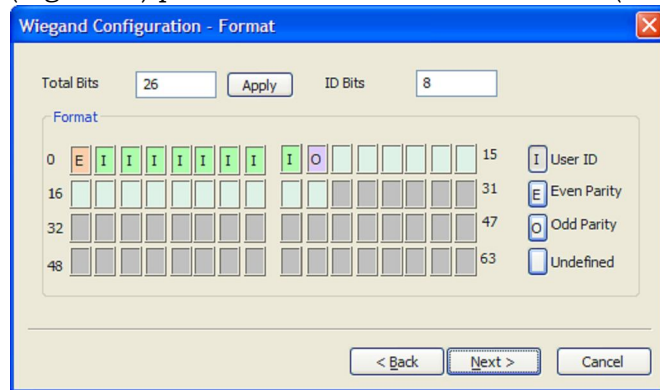 Wiegand Configuration - Format
Total Bits 26 Apply ID Bits 8
Format
0 E I I I I I I I I O 15 I User ID
16 31 E Even Parity
32 47 O Odd Parity
48 63 Undefined
< Back Next > Cancel